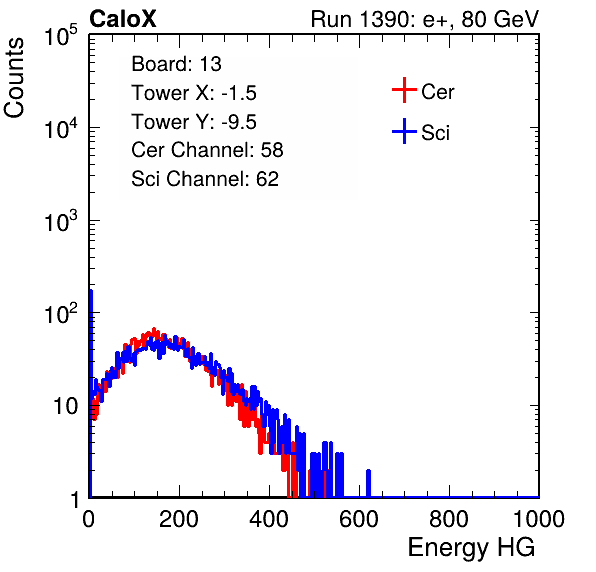 CaloX Run 1390: e+, 80 GeV
Counts
Board: 13
Tower X: -1.5
Tower Y: -9.5
Cer Channel: 58
Sci Channel: 62
Cer
Sci
10^5
10^4
10^3
10^2
10
1
0 200 400 600 800 1000
Energy HG